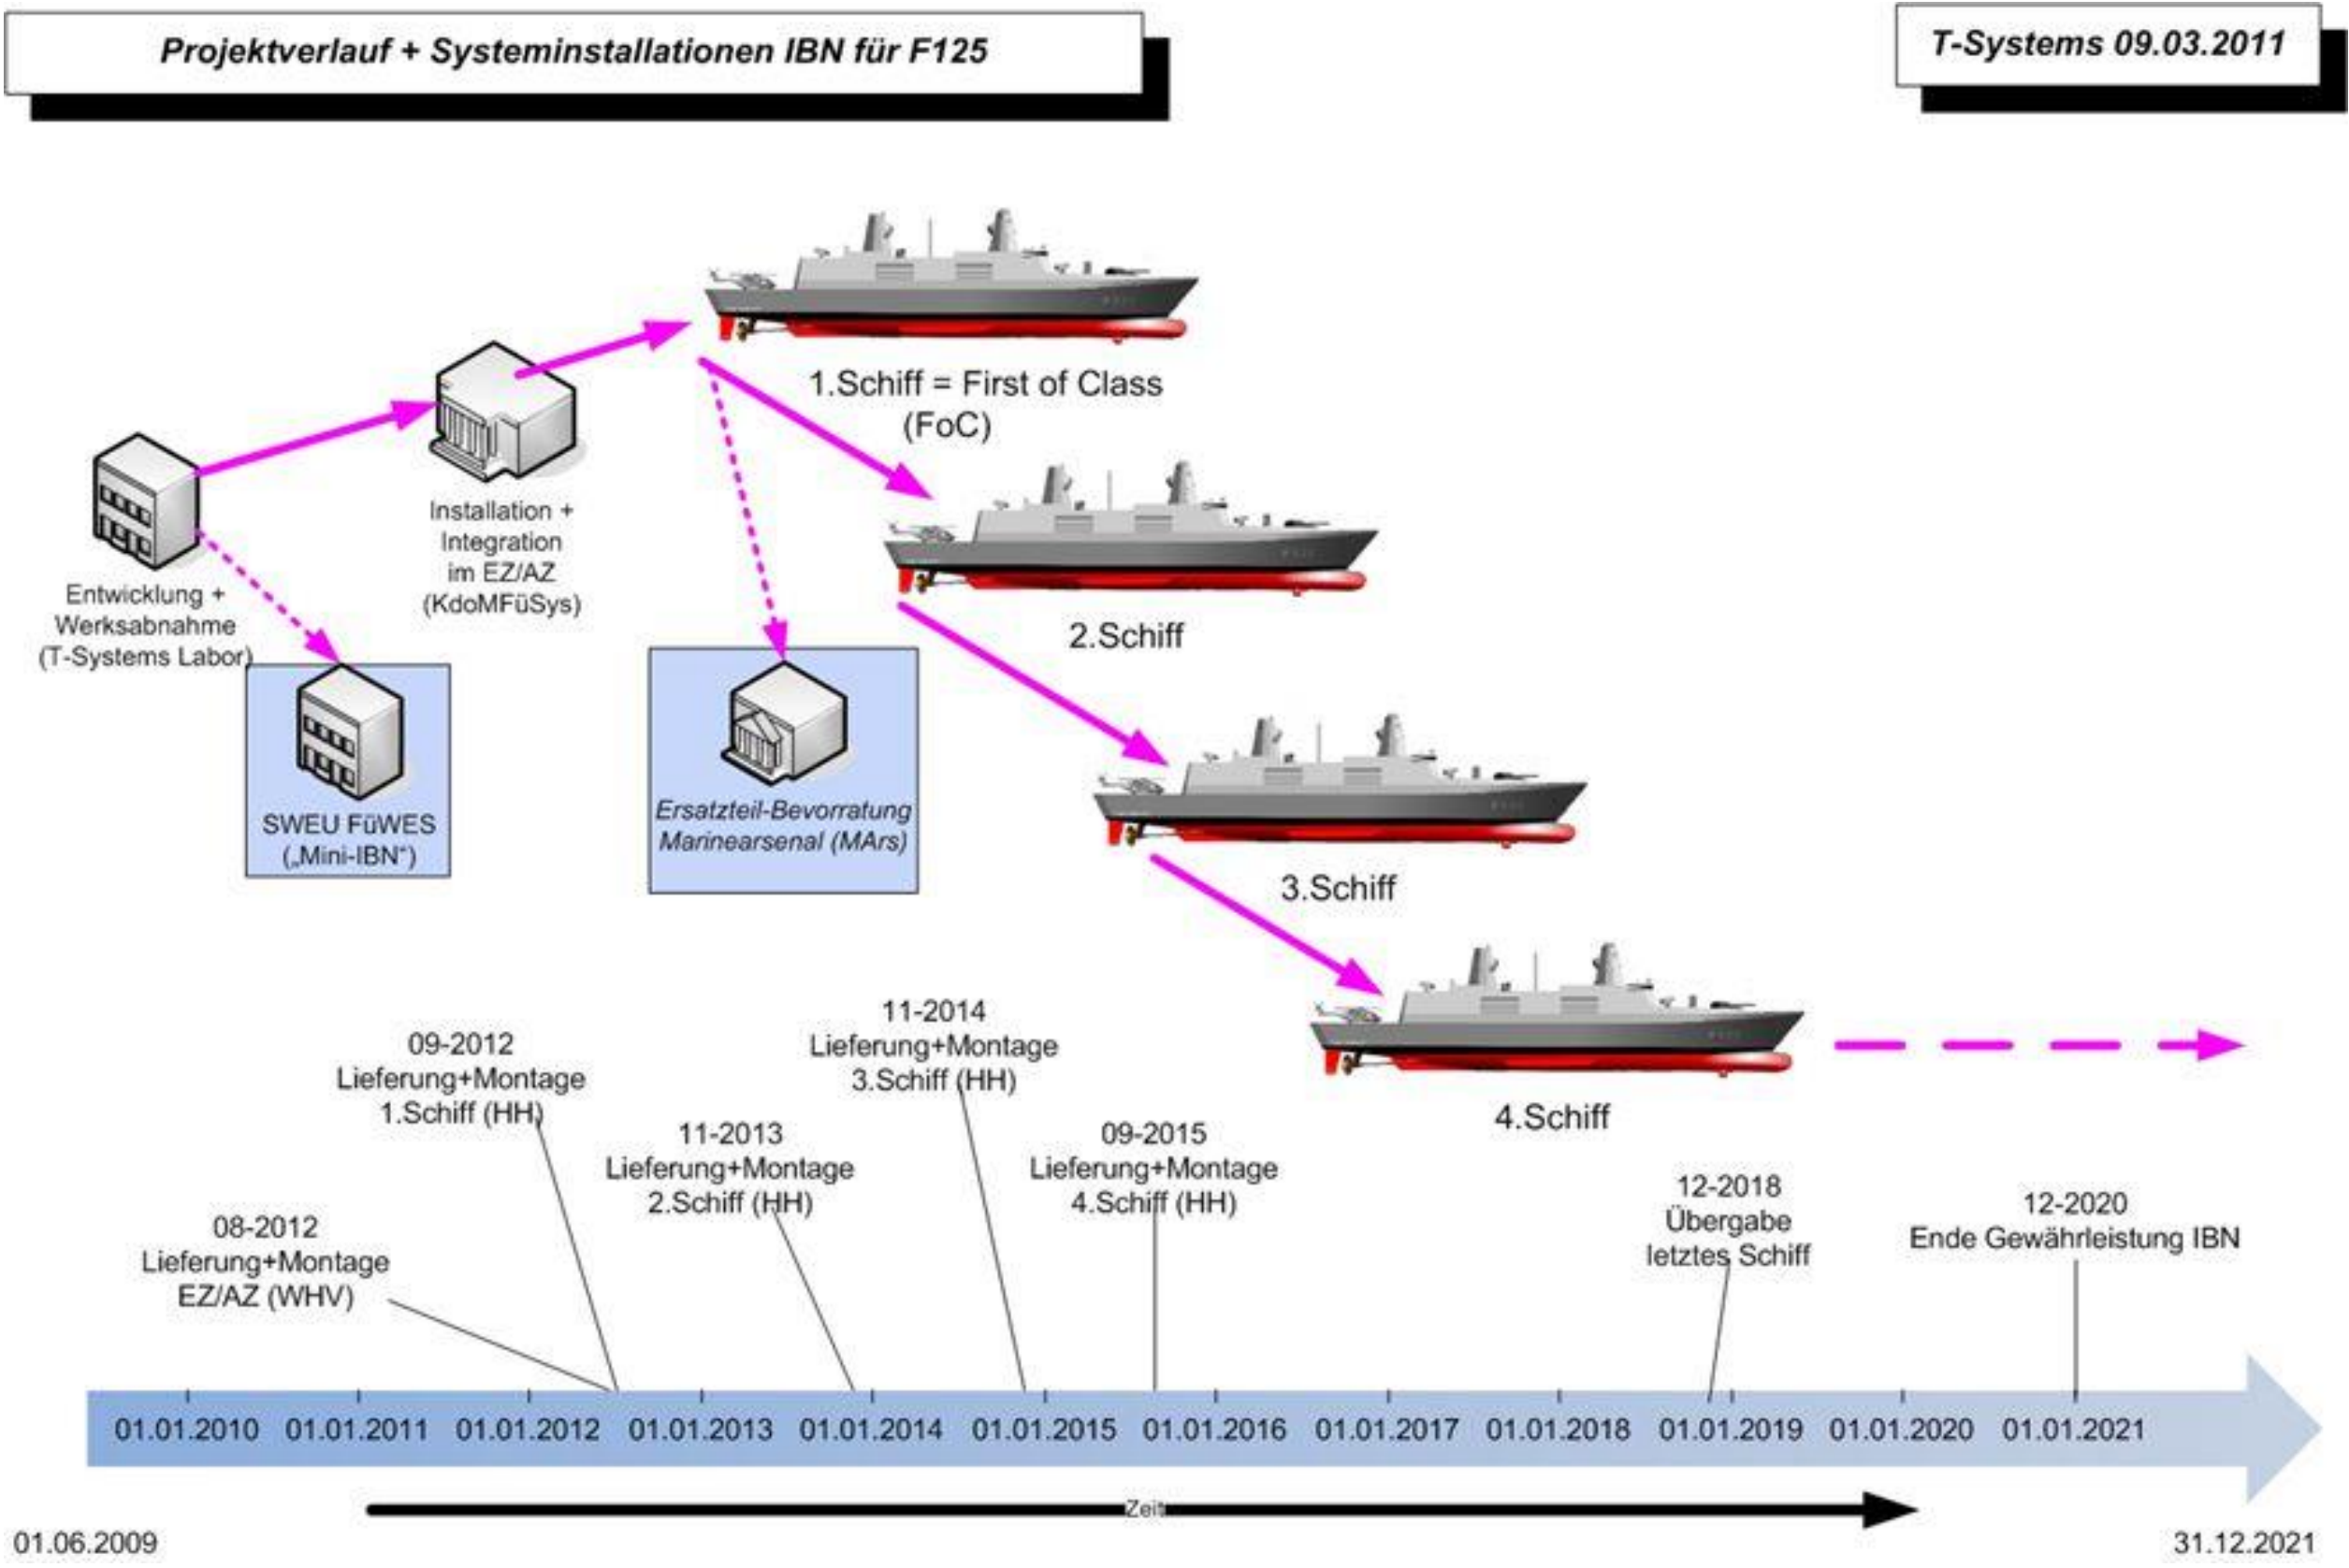 Projektverlauf + Systeminstallationen IBN für F125
T-Systems 09.03.2011
1.Schiff = First of Class
(FoC)
Installation +
Integration
im EZ/AZ
(KdoMFüSys)
Entwicklung +
Werksabnahme
(T-Systems Labor)
2.Schiff
SWEU FüWES
(„Mini-IBN“)
Ersatzteil-Bevorratung
Marinearsenal (MArs)
3.Schiff
4.Schiff
09-2012
Lieferung+Montage
1.Schiff (HH)
11-2014
Lieferung+Montage
3.Schiff (HH)
11-2013
Lieferung+Montage
2.Schiff (HH)
09-2015
Lieferung+Montage
4.Schiff (HH)
08-2012
Lieferung+Montage
EZ/AZ (WHV)
12-2018
Übergabe
letztes Schiff
12-2020
Ende Gewährleistung IBN
01.01.2010 01.01.2011 01.01.2012 01.01.2013 01.01.2014 01.01.2015 01.01.2016 01.01.2017 01.01.2018 01.01.2019 01.01.2020 01.01.2021
Zeit
01.06.2009
31.12.2021